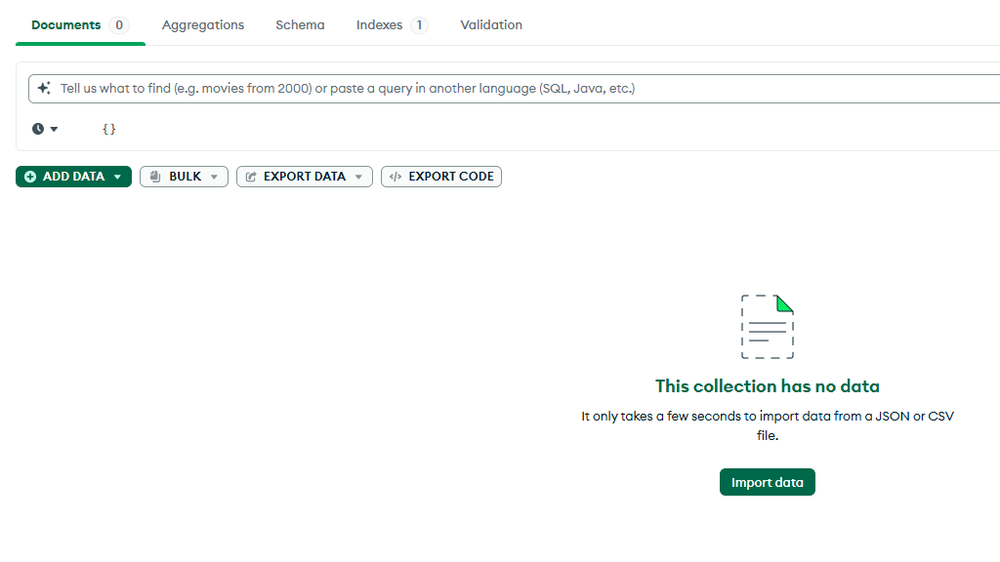 Documents 0 Aggregations Schema Indexes 1 Validation
Tell us what to find (e.g. movies from 2000) or paste a query in another language (SQL, Java, etc.)
{}
ADD DATA BULK EXPORT DATA </> EXPORT CODE
This collection has no data
It only takes a few seconds to import data from a JSON or CSV
file.
Import data